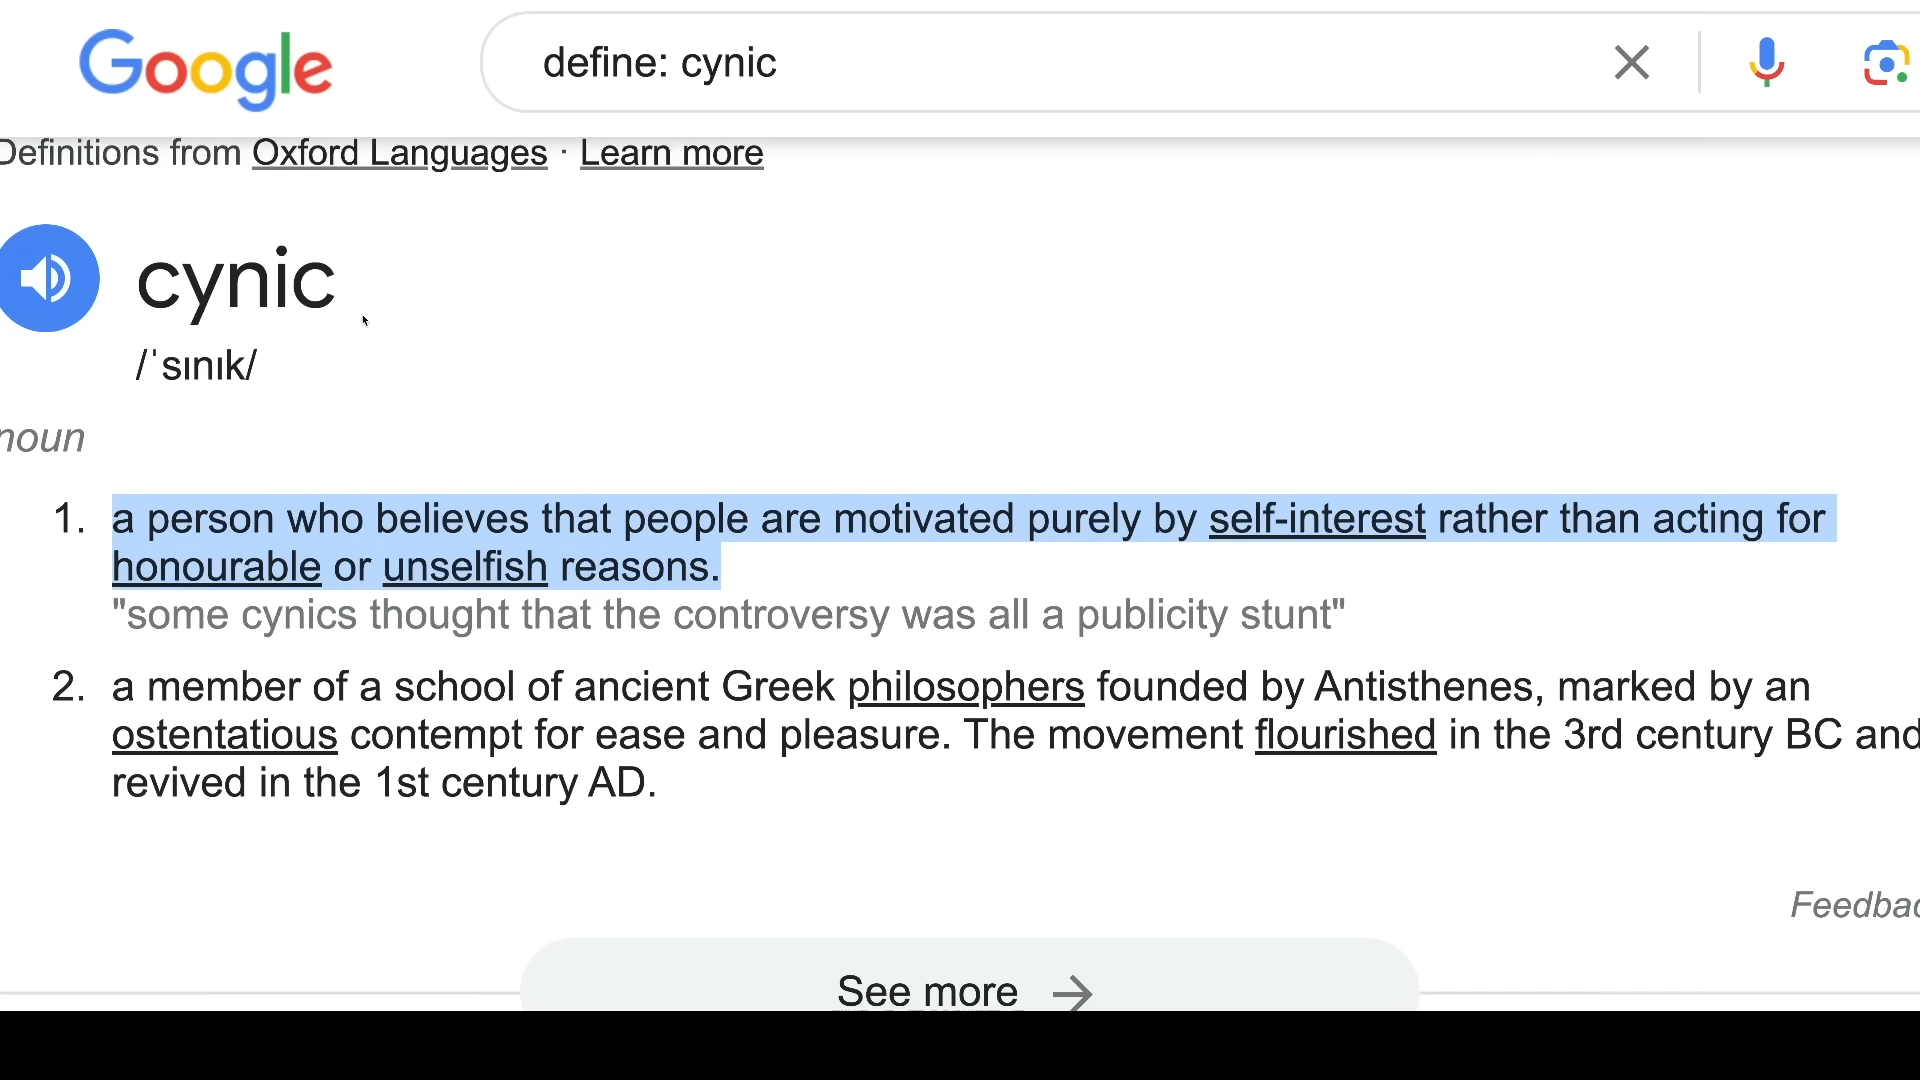 Google
define: cynic
Definitions from Oxford Languages · Learn more
cynic
/ˈsɪnɪk/
noun
1. a person who believes that people are motivated purely by self-interest rather than acting for
honourable or unselfish reasons.
"some cynics thought that the controversy was all a publicity stunt"
2. a member of a school of ancient Greek philosophers founded by Antisthenes, marked by an
ostentatious contempt for ease and pleasure. The movement flourished in the 3rd century BC and
revived in the 1st century AD.
Feedbac
See more